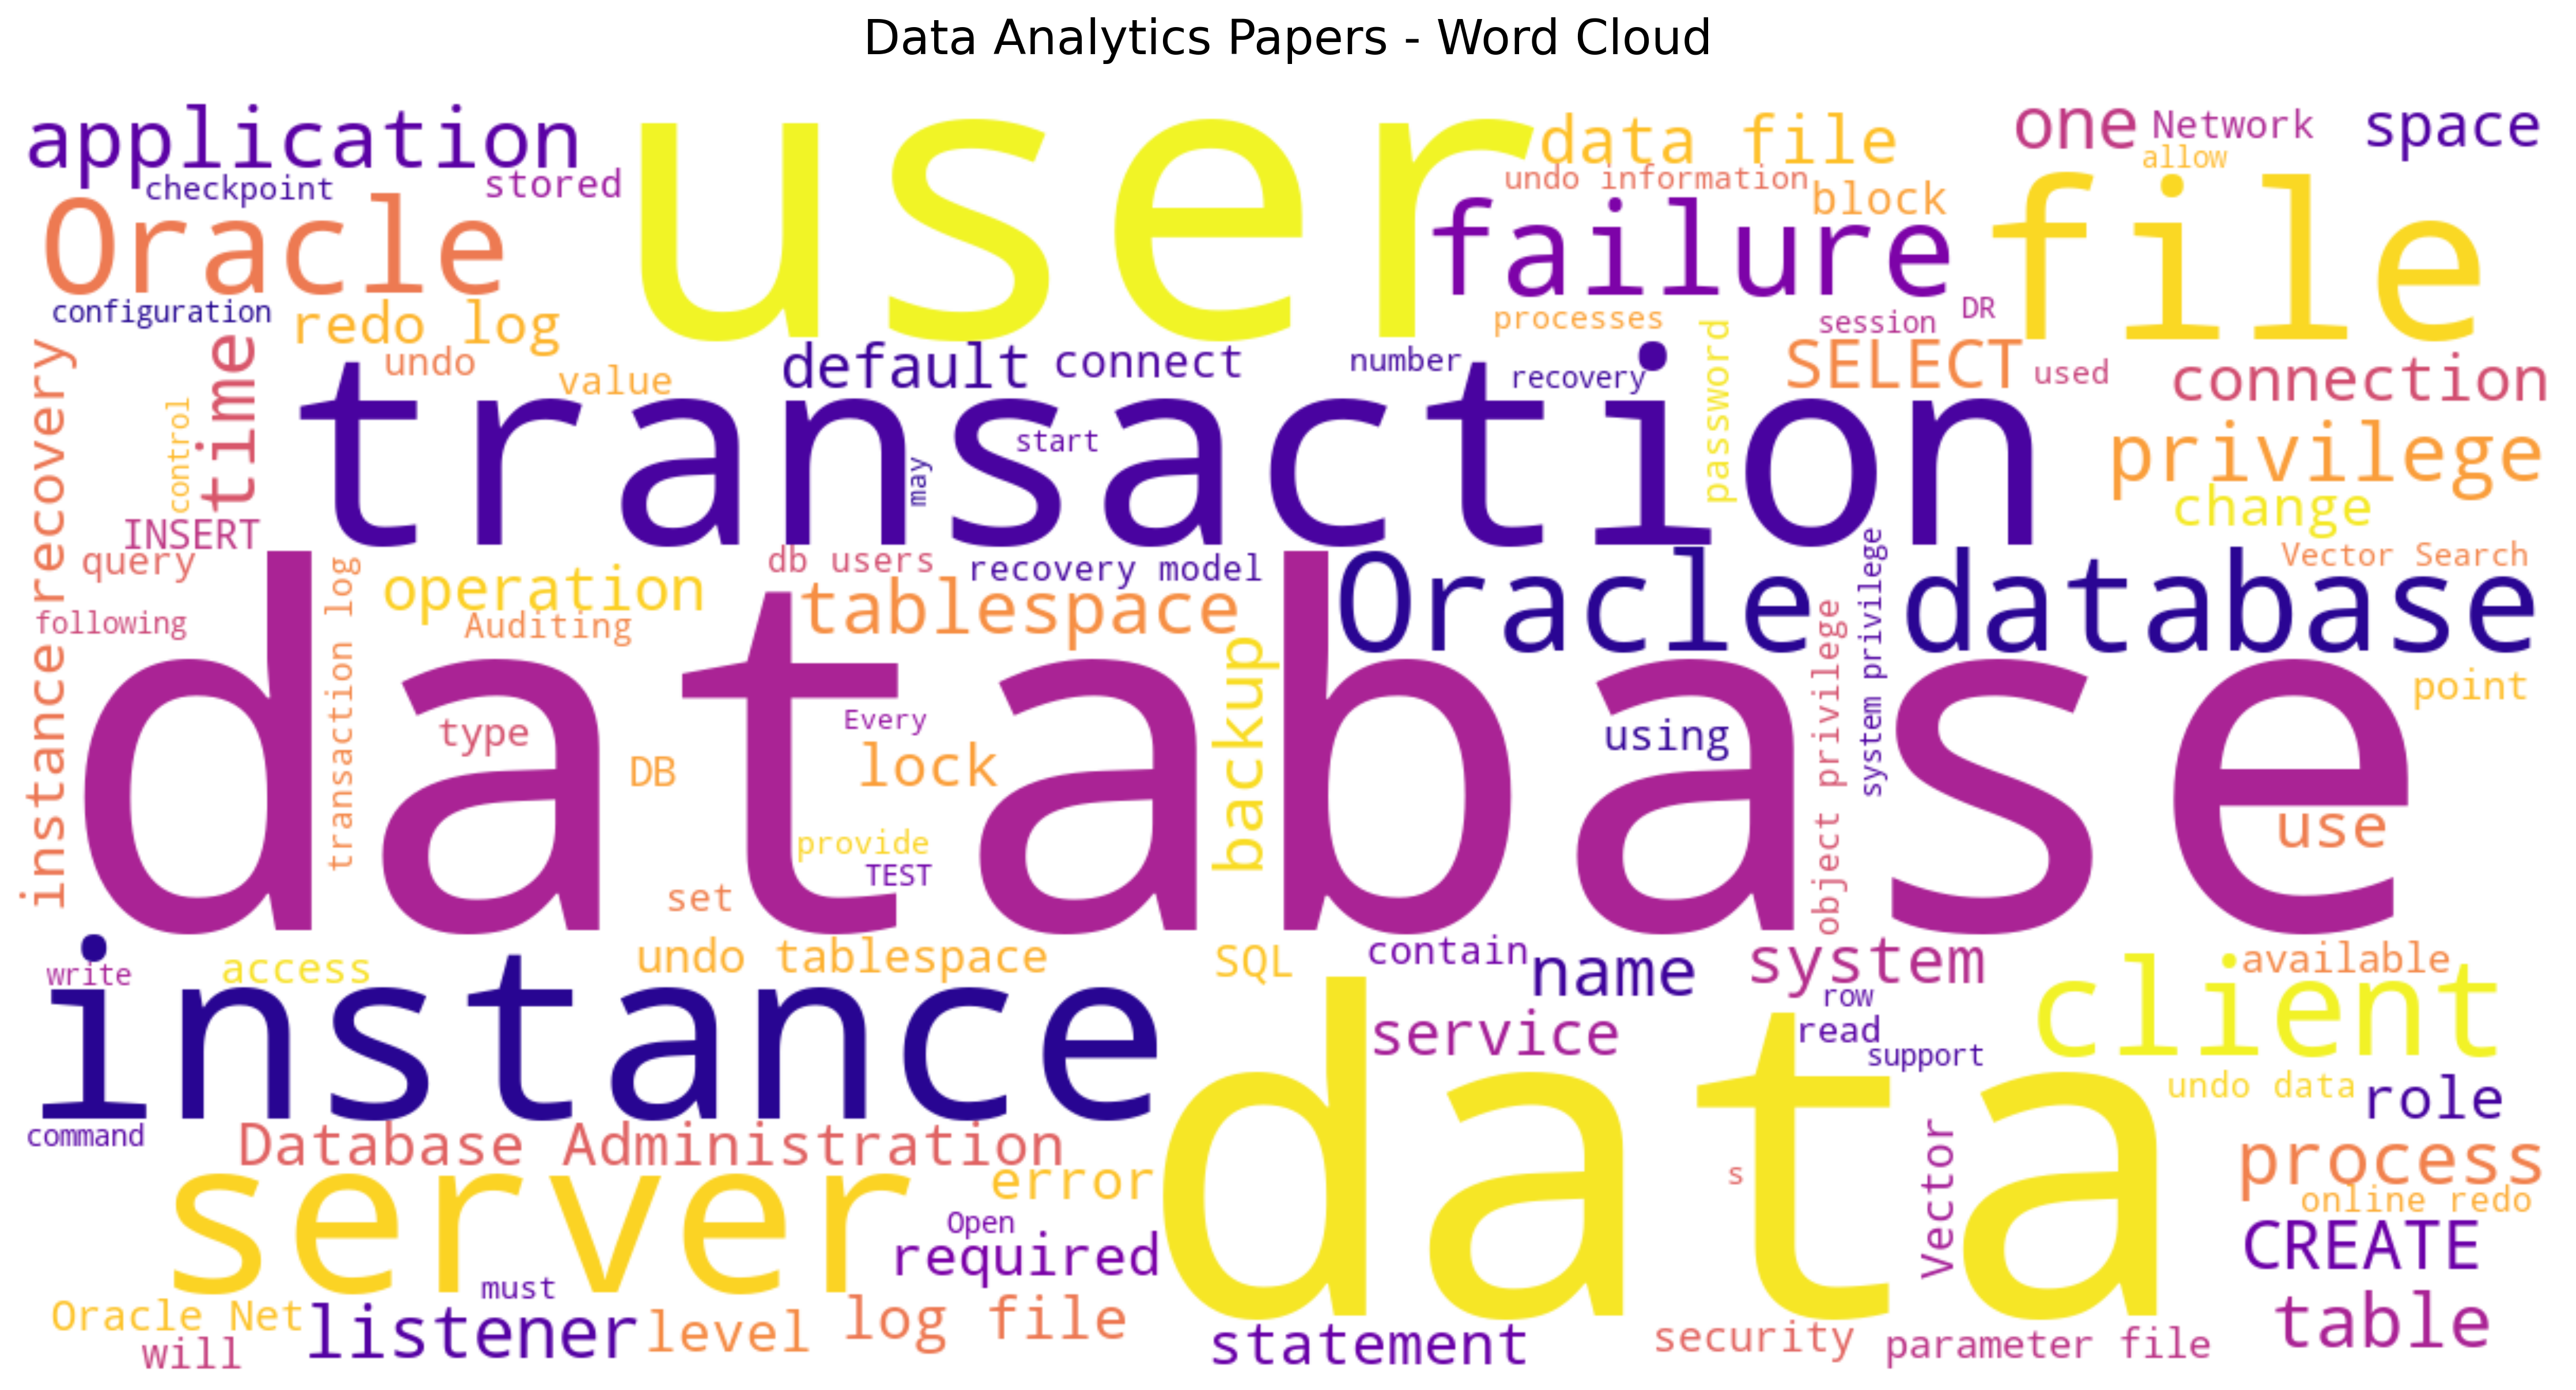 Data Analytics Papers - Word Cloud
application
user
data file
one
Network
space
allow
checkpoint
stored
undo information
block
Oracle
failure
file
configuration
redo log
processes
session
DR
instance recovery
time
undo
value
default
connect
number
recovery
password
SELECT
used
connection
control
transaction
start
may
privilege
change
INSERT
query
db users
recovery model
Vector Search
following
transaction log
operation
Auditing
tablespace
Oracle database
system privilege
object privilege
backup
database
type
Every
using
point
DB
lock
provide
TEST
set
use
write
access
undo tablespace
SQL
contain
name
system
available
instance
service
row
read
support
client
undo data
role
command
Database Administration
data
s
Vector
process
server
error
online redo
Open
required
CREATE
must
Oracle Net
listener
level
log file
will
statement
security
parameter file
table